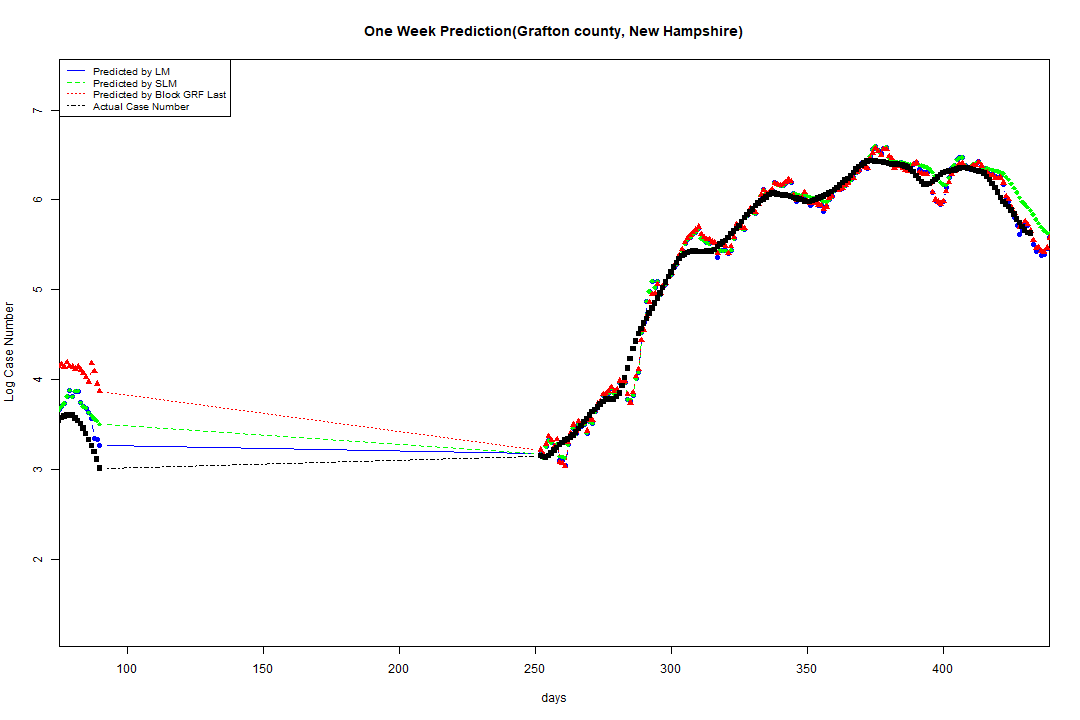 One Week Prediction(Grafton county, New Hampshire)
Predicted by LM
Predicted by SLM
Predicted by Block GRF Last
Actual Case Number
7
6
5
4
3
2
Log Case Number
100 150 200 250 300 350 400
days